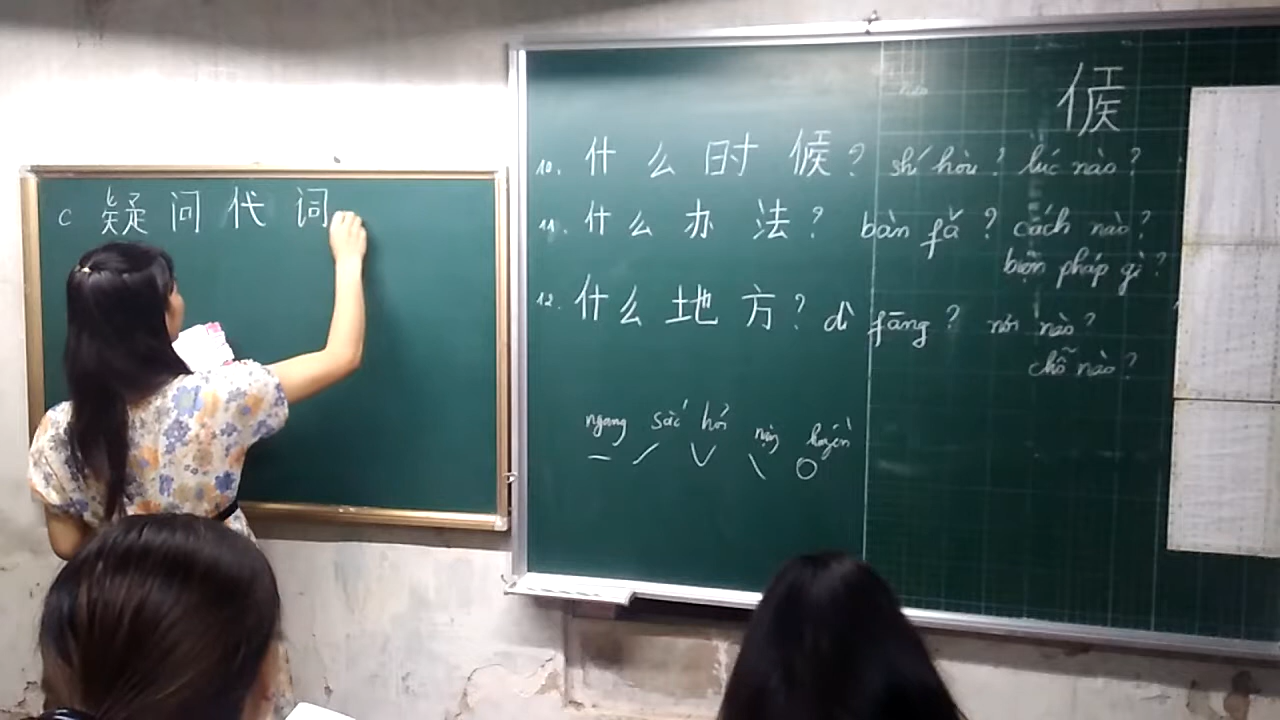 c 疑问代词
候
10. 什么时候? shí hòu? lúc nào?
11. 什么办法? bàn fǎ? cách nào?
biện pháp gì?
12. 什么地方? dì fāng? nơi nào?
chỗ nào?
ngang sắc hỏi nặng huyền